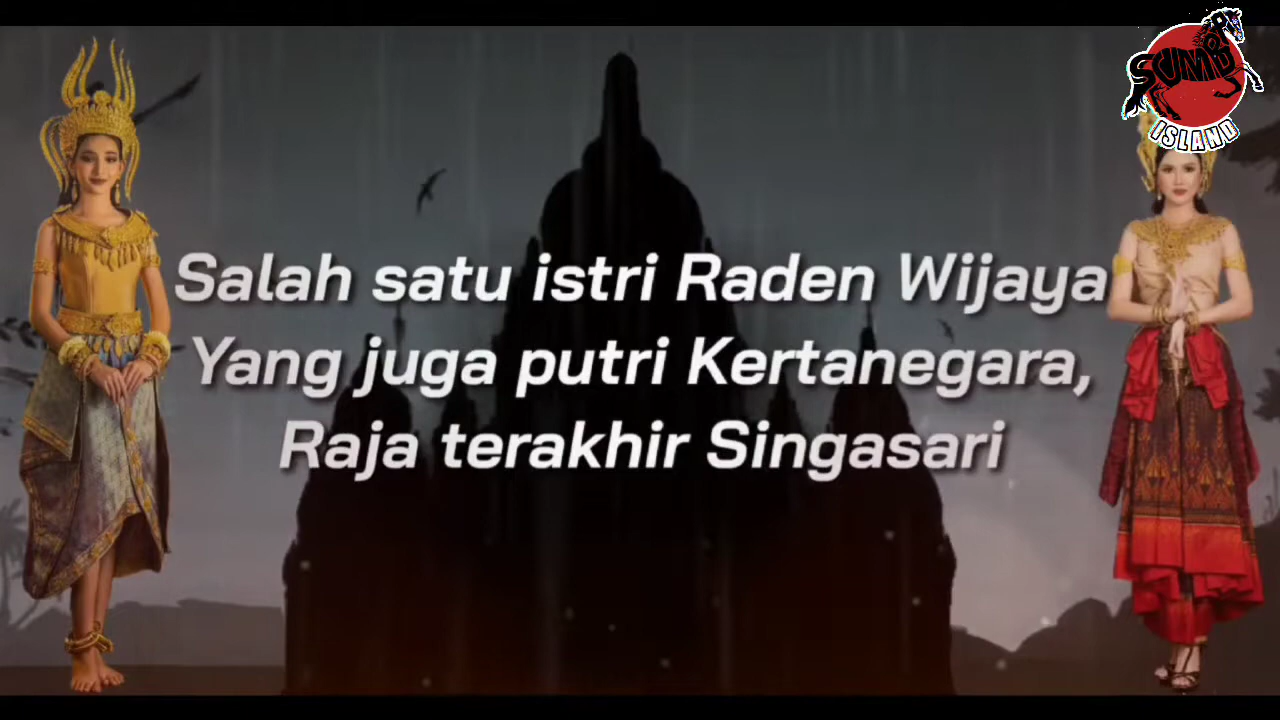 SUMBA
ISLAND
Salah satu istri Raden Wijaya
Yang juga putri Kertanegara,
Raja terakhir Singasari